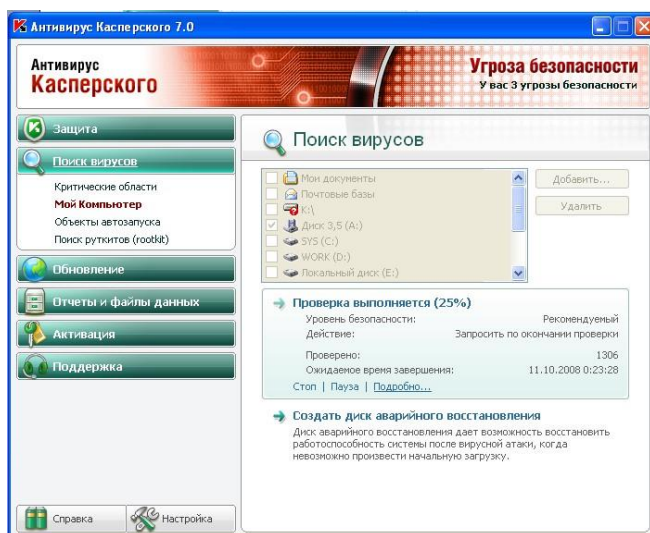 Антивирус Касперского 7.0
Антивирус
Касперского
Угроза безопасности
У вас 3 угрозы безопасности
Защита
Поиск вирусов
Критические области
Мой Компьютер
Объекты автозапуска
Поиск руткитов (rootkit)
Обновление
Отчеты и файлы данных
Активация
Поддержка
Справка
Настройка
Поиск вирусов
Мои документы
Почтовые базы
K:\
Диск 3,5 (A:)
SYS (C:)
WORK (D:)
Локальный диск (E:)
Добавить...
Удалить
Проверка выполняется (25%)
Уровень безопасности: Рекомендуемый
Действие: Запросить по окончании проверки
Проверено: 1306
Ожидаемое время завершения: 11.10.2008 0:23:28
Стоп | Пауза | Подробно...
Создать диск аварийного восстановления
Диск аварийного восстановления дает возможность восстановить
работоспособность системы после вирусной атаки, когда
невозможно произвести начальную загрузку.